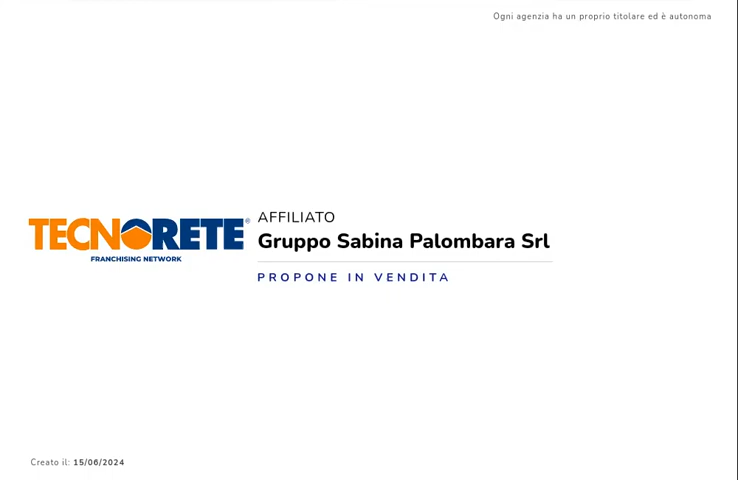 Ogni agenzia ha un proprio titolare ed è autonoma
TECNORETE®
FRANCHISING NETWORK
AFFILIATO
Gruppo Sabina Palombara Srl
PROPONE IN VENDITA
Creato il: 15/06/2024